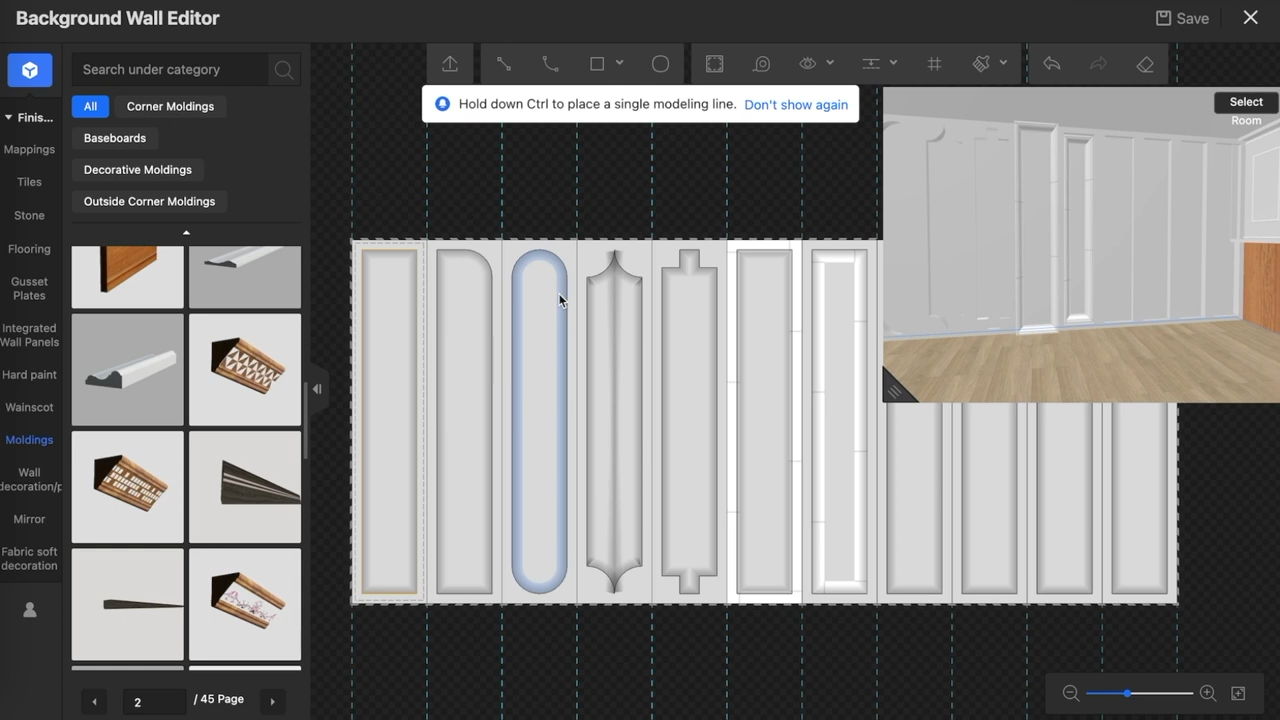 Background Wall Editor
Save
Search under category
All
Corner Moldings
Baseboards
Decorative Moldings
Outside Corner Moldings
Finis...
Mappings
Tiles
Stone
Flooring
Gusset
Plates
Integrated
Wall Panels
Hard paint
Wainscot
Moldings
Wall
decoration/p
Mirror
Fabric soft
decoration
2
/ 45 Page
Hold down Ctrl to place a single modeling line. Don't show again
Select
Room